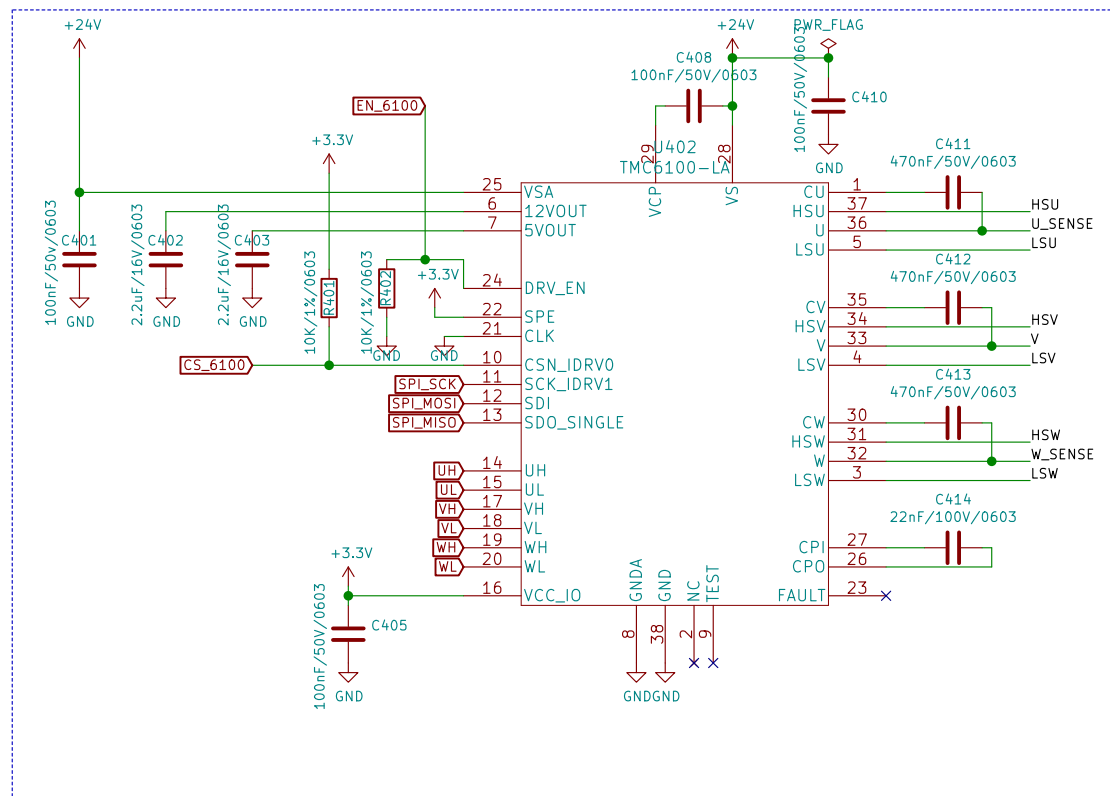 +24V
+24V
PWR_FLAG
C408
100nF/50V/0603
100nF/50V/0603
C410
GND
EN_6100
+3.3V
29
U402
TMC6100-LA
28
VCP
VS
C411
470nF/50V/0603
25
VSA
CU
1
6
12VOUT
HSU
37
HSU
7
5VOUT
U
36
U_SENSE
LSU
5
LSU
100nF/50v/0603
C401
GND
2.2uF/16V/0603
C402
GND
2.2uF/16V/0603
C403
GND
10K/1%/0603
R401
10K/1%/0603
R402
GND
+3.3V
GND
C412
470nF/50V/0603
24
DRV_EN
22
SPE
21
CLK
CV
35
HSV
34
HSV
V
33
V
LSV
4
LSV
CS_6100
10
CSN_IDRV0
SPI_SCK
11
SCK_IDRV1
SPI_MOSI
12
SDI
SPI_MISO
13
SDO_SINGLE
C413
470nF/50V/0603
CW
30
HSW
31
HSW
W
32
W_SENSE
LSW
3
LSW
UH
14
UH
UL
15
UL
VH
17
VH
VL
18
VL
WH
19
WH
WL
20
WL
C414
22nF/100V/0603
CPI
27
CPO
26
+3.3V
16
VCC_IO
FAULT
23
GNDA
GND
NC
TEST
8
38
2
9
100nF/50V/0603
C405
GND
GND
GND